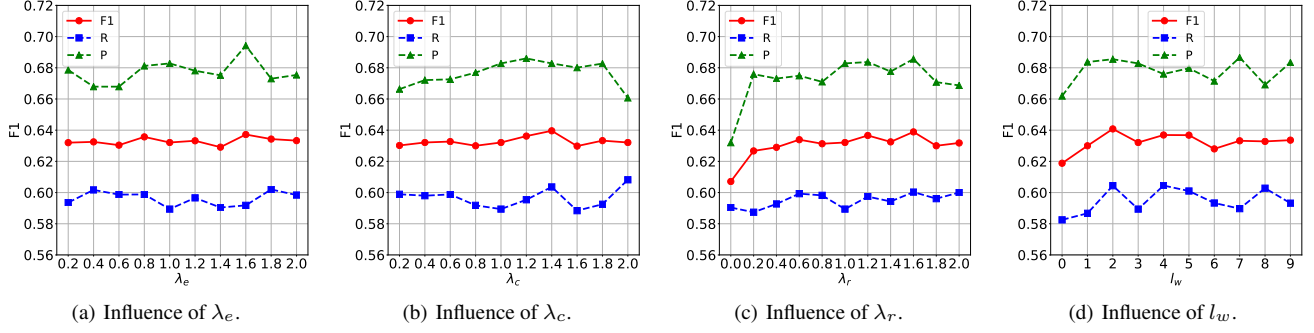 0.72
0.70
0.68
0.66
0.64
0.62
0.60
0.58
0.56
F1
F1
R
P
0.2 0.4 0.6 0.8 1.0 1.2 1.4 1.6 1.8 2.0
λe
(a) Influence of λe.
0.72
0.70
0.68
0.66
0.64
0.62
0.60
0.58
0.56
F1
F1
R
P
0.2 0.4 0.6 0.8 1.0 1.2 1.4 1.6 1.8 2.0
λc
(b) Influence of λc.
0.72
0.70
0.68
0.66
0.64
0.62
0.60
0.58
0.56
F1
F1
R
P
0.0 0.2 0.4 0.6 0.8 1.0 1.2 1.4 1.6 1.8 2.0
λr
(c) Influence of λr.
0.72
0.70
0.68
0.66
0.64
0.62
0.60
0.58
0.56
F1
F1
R
P
0 1 2 3 4 5 6 7 8 9
lw
(d) Influence of lw.